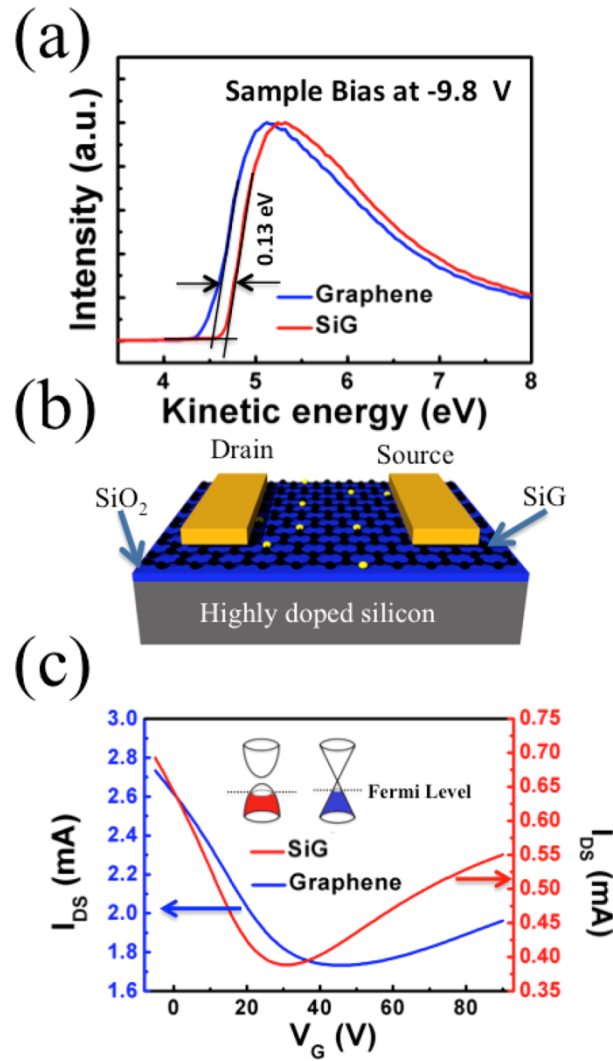 (a)
Sample Bias at -9.8 V
Intensity (a.u.)
0.13 eV
Graphene
SiG
4 5 6 7 8
Kinetic energy (eV)
(b)
Drain Source
SiO₂ SiG
Highly doped silicon
(c)
3.0
2.8
2.6
2.4
2.2
2.0
1.8
1.6
I_DS (mA)
Fermi Level
SiG
Graphene
0.75
0.70
0.65
0.60
0.55
0.50
0.45
0.40
0.35
I_DS (mA)
0 20 40 60 80
V_G (V)